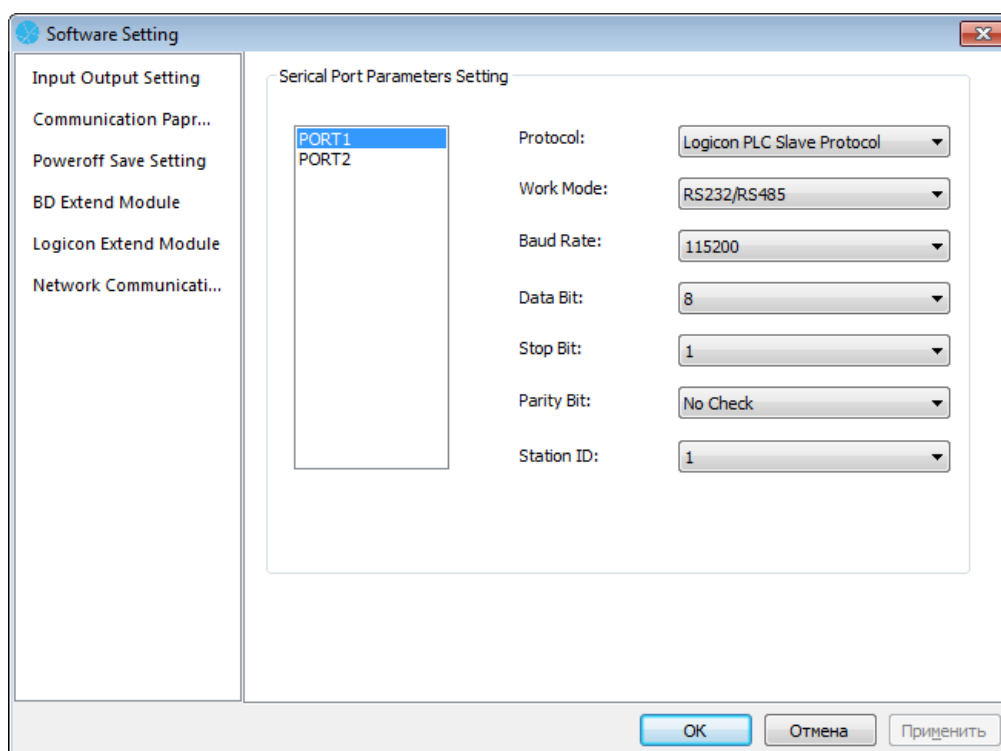 Software Setting
Input Output Setting
Communication Papr...
Poweroff Save Setting
BD Extend Module
Logicon Extend Module
Network Communicati...
Serical Port Parameters Setting
PORT1
PORT2
Protocol: Logicon PLC Slave Protocol
Work Mode: RS232/RS485
Baud Rate: 115200
Data Bit: 8
Stop Bit: 1
Parity Bit: No Check
Station ID: 1
OK Отмена Применить